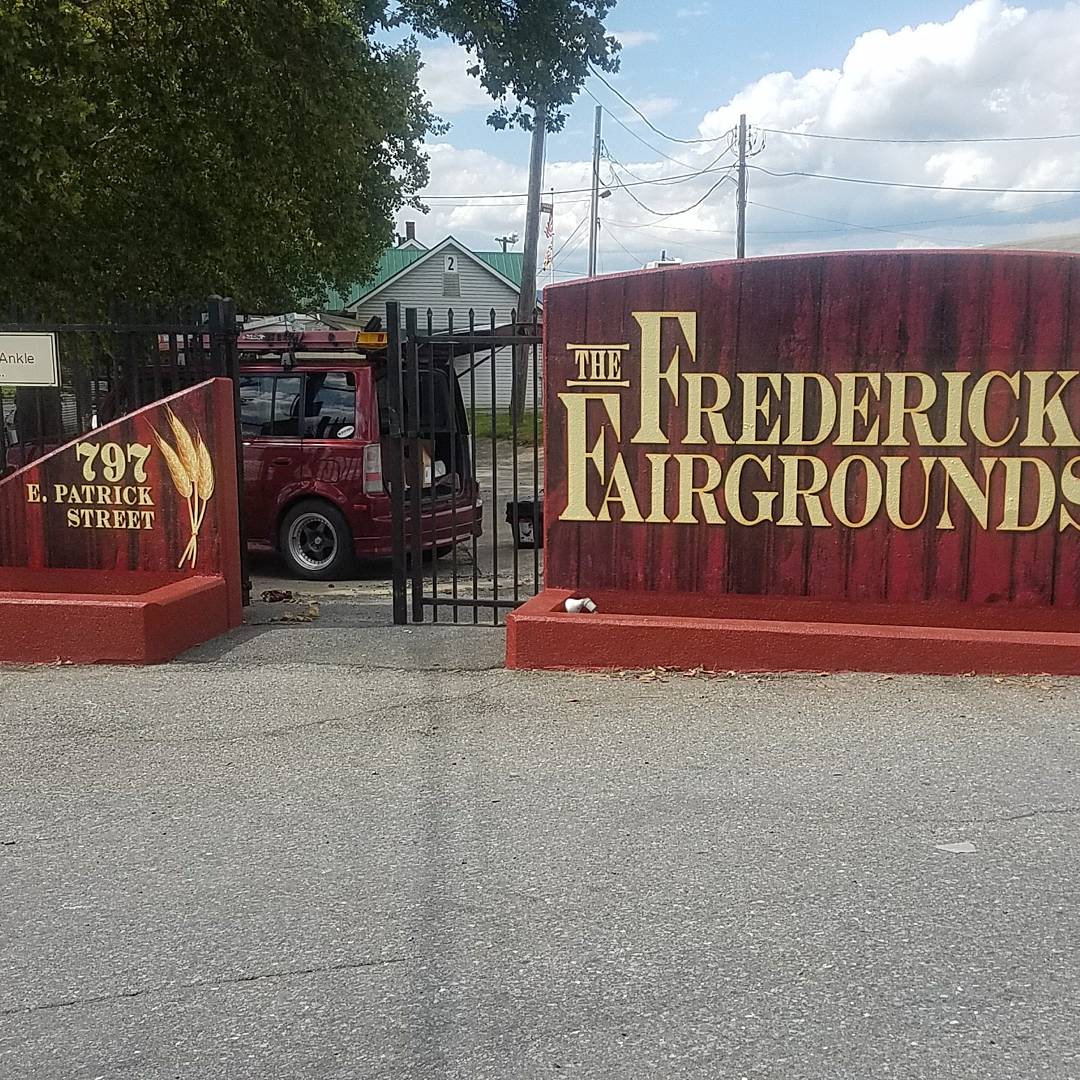 Ankle
797
E. PATRICK
STREET
2
THE
FREDERICK
FAIRGROUNDS